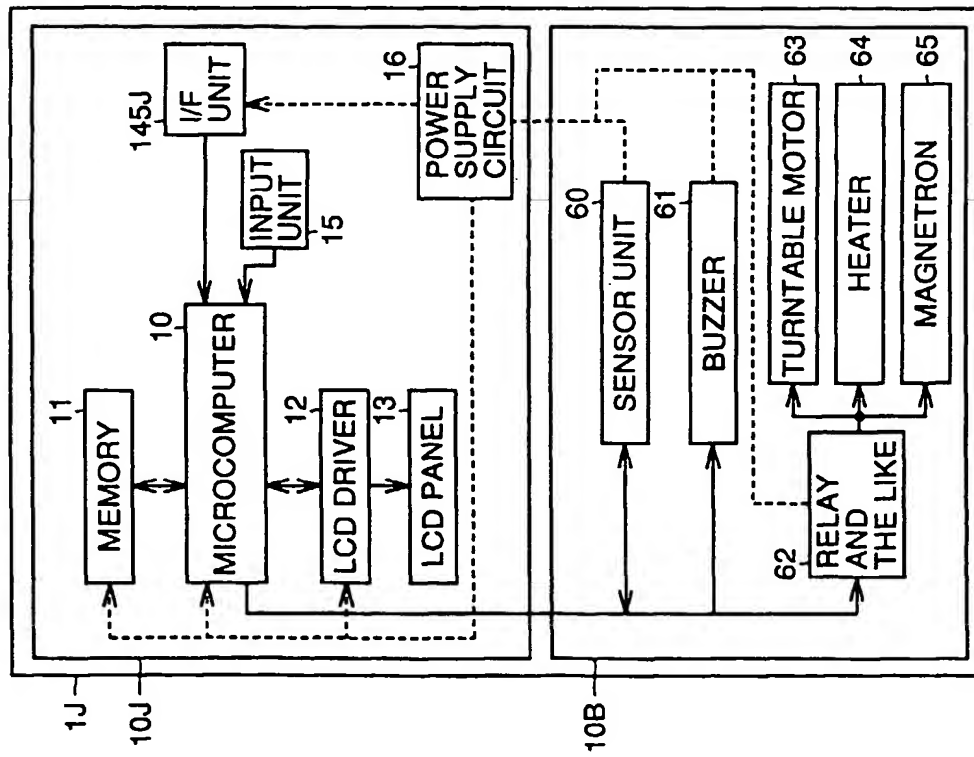 1J
10J
11
MEMORY
10
MICROCOMPUTER
145J
I/F
UNIT
INPUT
UNIT
15
12
LCD DRIVER
13
LCD PANEL
16
POWER
SUPPLY
CIRCUIT
10B
60
SENSOR UNIT
61
BUZZER
62
RELAY
AND
THE LIKE
TURNTABLE MOTOR
63
HEATER
64
MAGNETRON
65